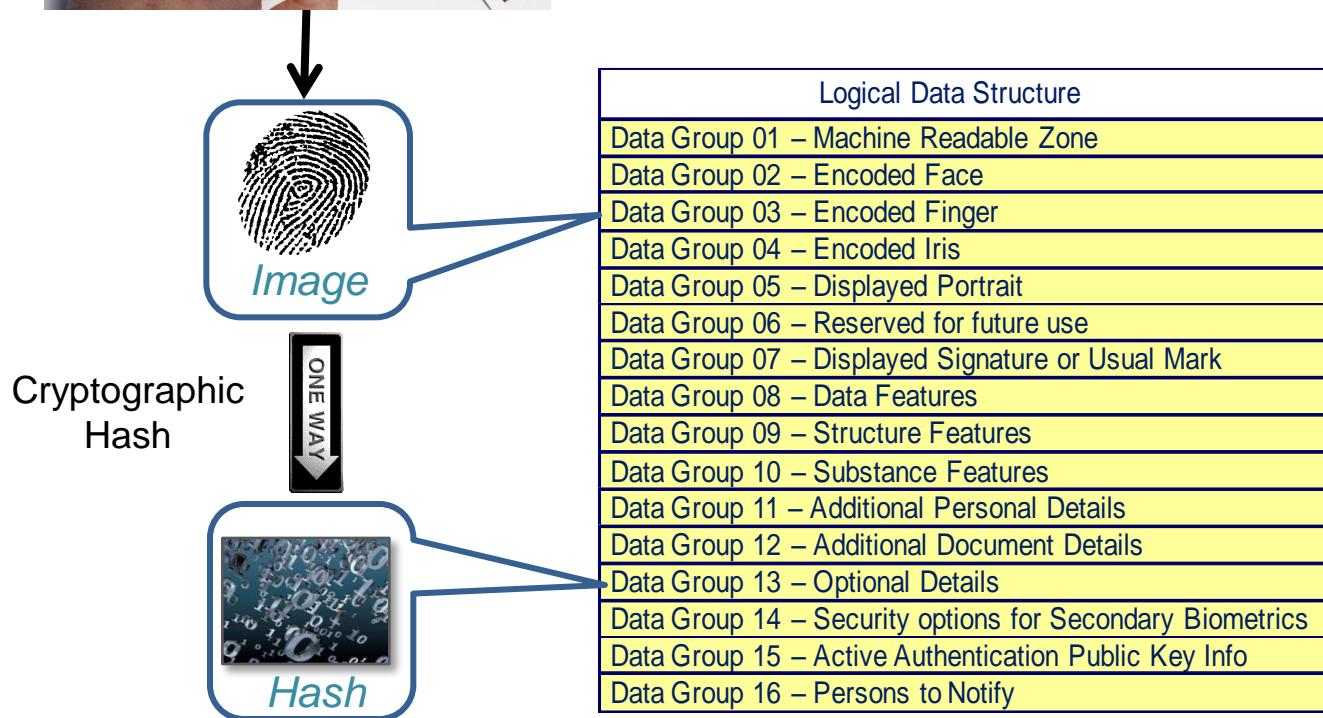 Image
Cryptographic
Hash
ONE WAY
Hash
Logical Data Structure
Data Group 01 – Machine Readable Zone
Data Group 02 – Encoded Face
Data Group 03 – Encoded Finger
Data Group 04 – Encoded Iris
Data Group 05 – Displayed Portrait
Data Group 06 – Reserved for future use
Data Group 07 – Displayed Signature or Usual Mark
Data Group 08 – Data Features
Data Group 09 – Structure Features
Data Group 10 – Substance Features
Data Group 11 – Additional Personal Details
Data Group 12 – Additional Document Details
Data Group 13 – Optional Details
Data Group 14 – Security options for Secondary Biometrics
Data Group 15 – Active Authentication Public Key Info
Data Group 16 – Persons to Notify